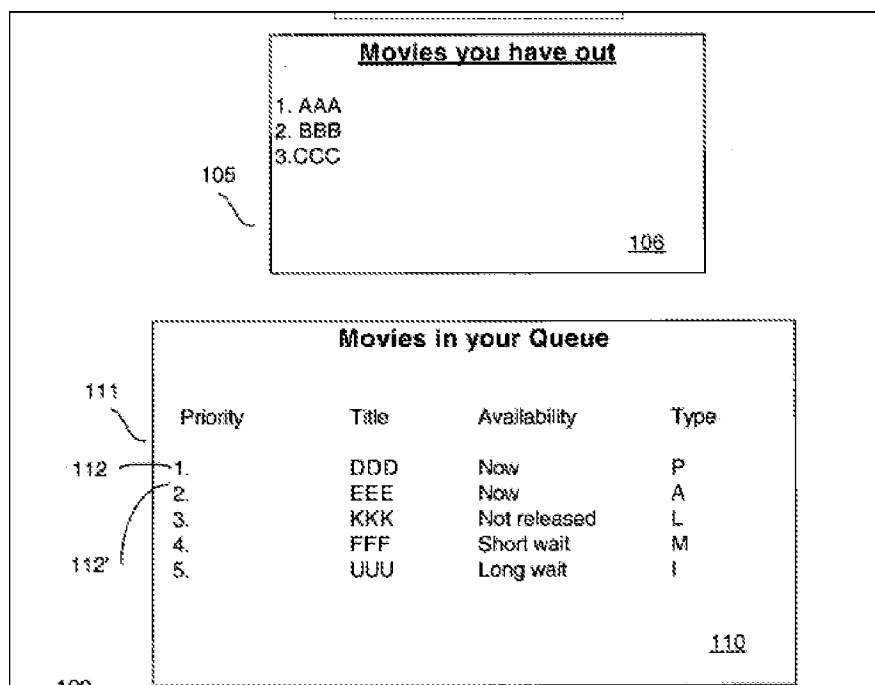 Movies you have out
1. AAA
2. BBB
3.CCC
105
106
Movies in your Queue
111
Priority Title Availability Type
112 1. DDD Now P
2. EEE Now A
3. KKK Not released L
4. FFF Short wait M
112' 5. UUU Long wait I
110